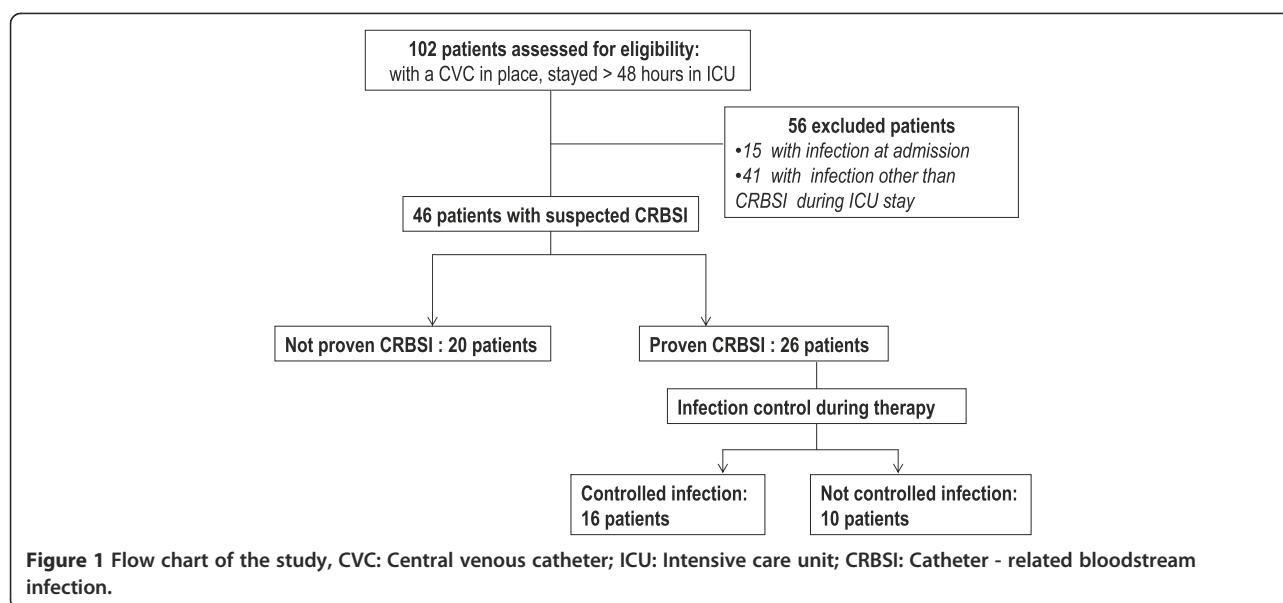 102 patients assessed for eligibility:
with a CVC in place, stayed > 48 hours in ICU
56 excluded patients
•15 with infection at admission
•41 with infection other than
CRBSI during ICU stay
46 patients with suspected CRBSI
Not proven CRBSI : 20 patients
Proven CRBSI : 26 patients
Infection control during therapy
Controlled infection:
16 patients
Not controlled infection:
10 patients
Figure 1 Flow chart of the study, CVC: Central venous catheter; ICU: Intensive care unit; CRBSI: Catheter - related bloodstream
infection.